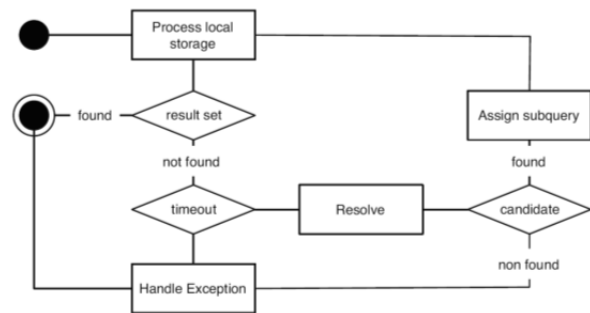 Process local
storage
found
result set
Assign subquery
not found
found
timeout
Resolve
candidate
non found
Handle Exception